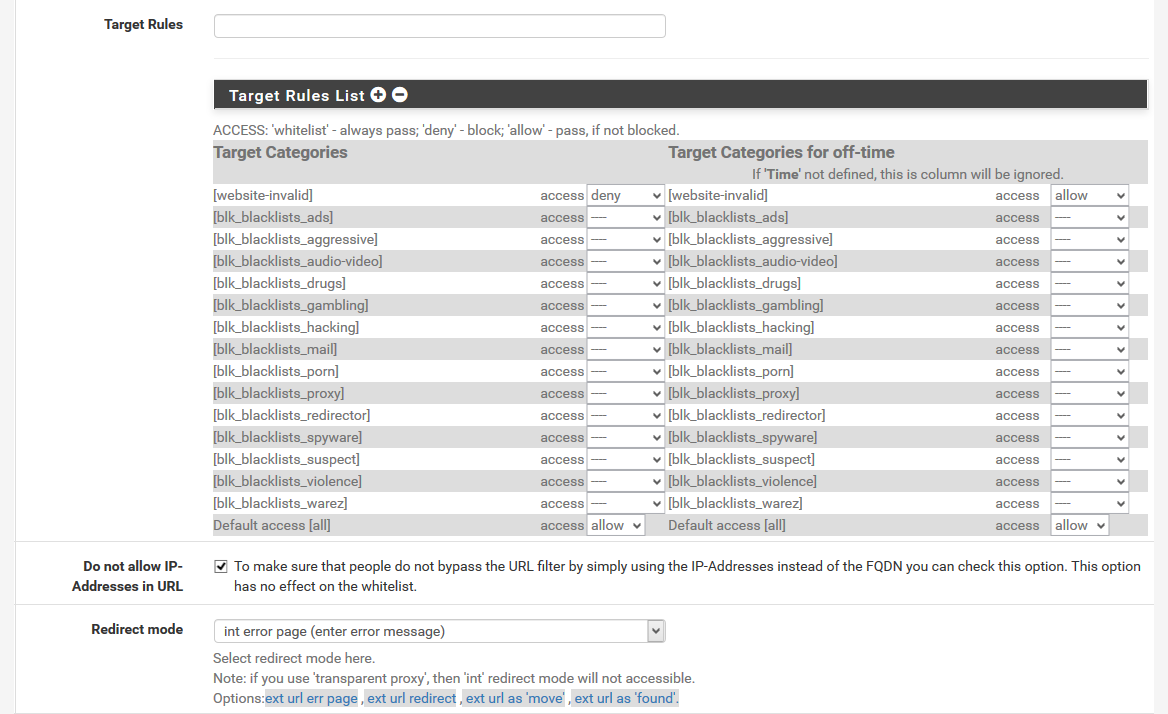 Target Rules
Target Rules List
ACCESS: 'whitelist' - always pass; 'deny' - block; 'allow' - pass, if not blocked.
Target Categories Target Categories for off-time
If 'Time' not defined, this is column will be ignored.
[website-invalid] access deny [website-invalid] access allow
[blk_blacklists_ads] access ---- [blk_blacklists_ads] access ----
[blk_blacklists_aggressive] access ---- [blk_blacklists_aggressive] access ----
[blk_blacklists_audio-video] access ---- [blk_blacklists_audio-video] access ----
[blk_blacklists_drugs] access ---- [blk_blacklists_drugs] access ----
[blk_blacklists_gambling] access ---- [blk_blacklists_gambling] access ----
[blk_blacklists_hacking] access ---- [blk_blacklists_hacking] access ----
[blk_blacklists_mail] access ---- [blk_blacklists_mail] access ----
[blk_blacklists_porn] access ---- [blk_blacklists_porn] access ----
[blk_blacklists_proxy] access ---- [blk_blacklists_proxy] access ----
[blk_blacklists_redirector] access ---- [blk_blacklists_redirector] access ----
[blk_blacklists_spyware] access ---- [blk_blacklists_spyware] access ----
[blk_blacklists_suspect] access ---- [blk_blacklists_suspect] access ----
[blk_blacklists_violence] access ---- [blk_blacklists_violence] access ----
[blk_blacklists_warez] access ---- [blk_blacklists_warez] access ----
Default access [all] access allow Default access [all] access allow
Do not allow IP-
Addresses in URL
To make sure that people do not bypass the URL filter by simply using the IP-Addresses instead of the FQDN you can check this option. This option
has no effect on the whitelist.
Redirect mode
int error page (enter error message)
Select redirect mode here.
Note: if you use 'transparent proxy', then 'int' redirect mode will not accessible.
Options:ext url err page , ext url redirect , ext url as 'move' , ext url as 'found'.